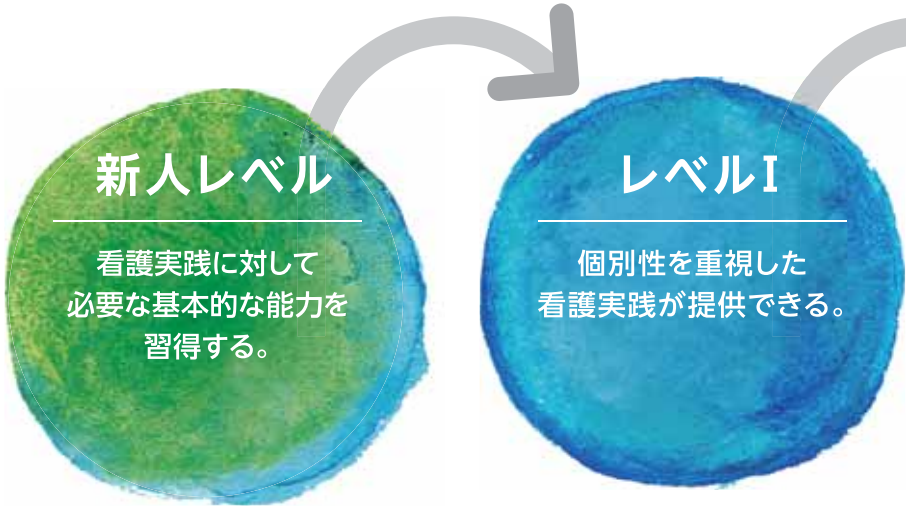 新人レベル
看護実践に対して
必要な基本的な能力を
習得する。
レベルI
個別性を重視した
看護実践が提供できる。